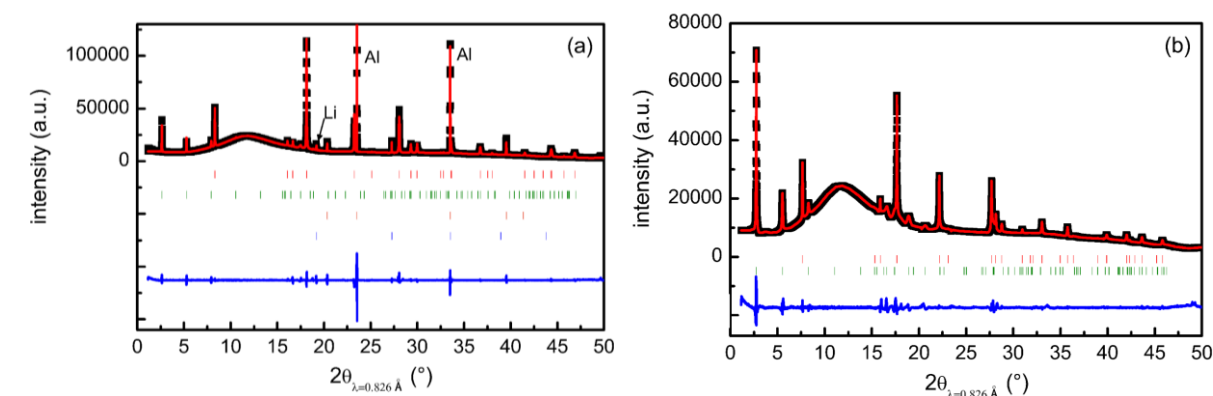 (a)
Al
Al
Li
intensity (a.u.)
100000
50000
0
0 5 10 15 20 25 30 35 40 45 50
2θλ=0.826 Å (°)
(b)
intensity (a.u.)
80000
60000
40000
20000
0
0 5 10 15 20 25 30 35 40 45 50
2θλ=0.826 Å (°)